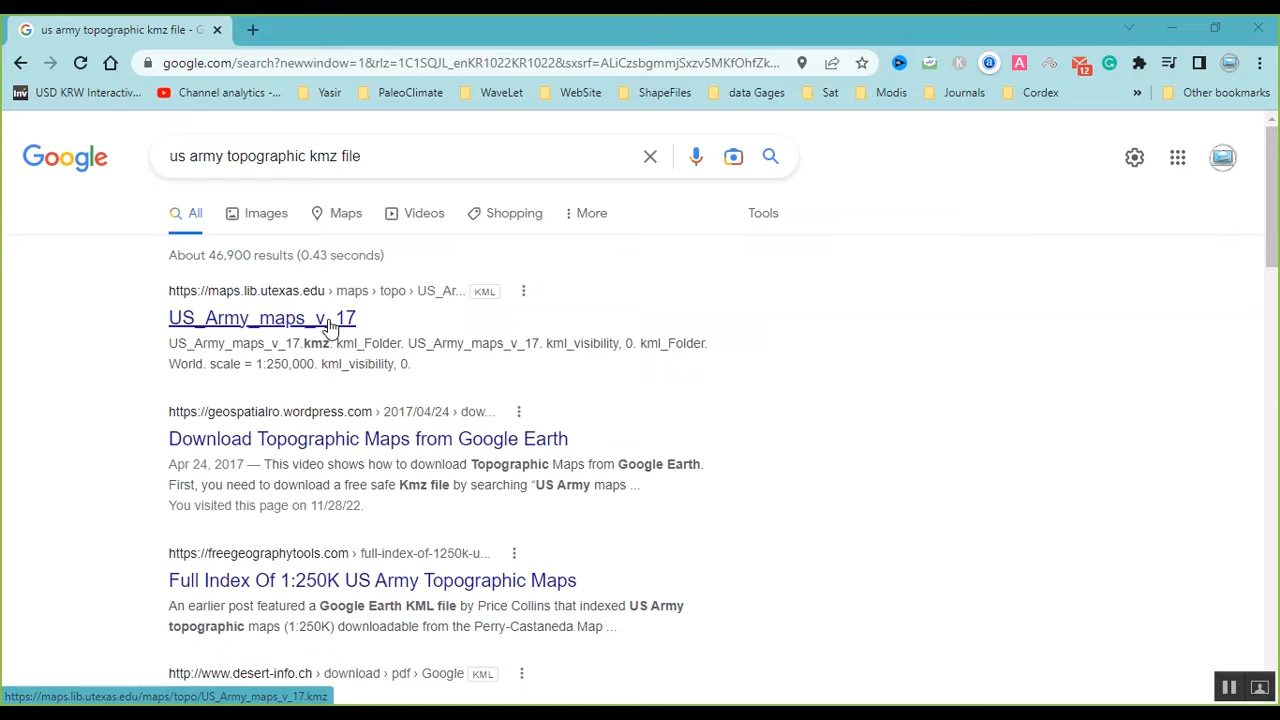 us army topographic kmz file - G
google.com/search?newwindow=1&rlz=1C1SQJL_enKR1022KR1022&sxsrf=ALiCzsbgmmjSxzv5MKfOhfZk...
12
USD KRW Interactiv...
Channel analytics -...
Yasir
PaleoClimate
WaveLet
WebSite
ShapeFiles
data Gages
Sat
Modis
Journals
Cordex
»
Other bookmarks
Google
us army topographic kmz file
All
Images
Maps
Videos
Shopping
More
Tools
About 46,900 results (0.43 seconds)
https://maps.lib.utexas.edu › maps › topo › US_Ar... KML
US_Army_maps_v_17
US_Army_maps_v_17.kmz. kml_Folder. US_Army_maps_v_17. kml_visibility, 0. kml_Folder.
World. scale = 1:250,000. kml_visibility, 0.
https://geospatialro.wordpress.com › 2017/04/24 › dow...
Download Topographic Maps from Google Earth
Apr 24, 2017 — This video shows how to download Topographic Maps from Google Earth.
First, you need to download a free safe Kmz file by searching “US Army maps ...
You visited this page on 11/28/22.
https://freegeographytools.com › full-index-of-1250k-u...
Full Index Of 1:250K US Army Topographic Maps
An earlier post featured a Google Earth KML file by Price Collins that indexed US Army
topographic maps (1:250K) downloadable from the Perry-Castaneda Map ...
http://www.desert-info.ch › download › pdf › Google KML
https://maps.lib.utexas.edu/maps/topo/US_Army_maps_v_17.kmz